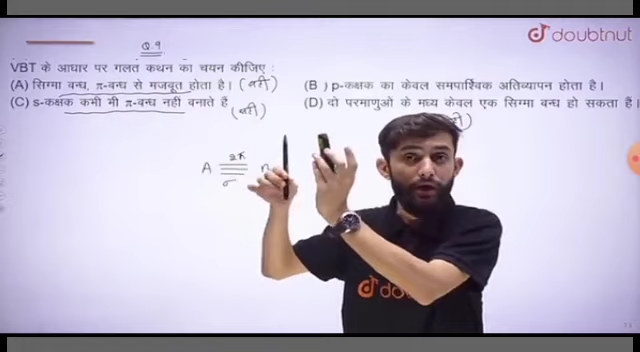 doubtnut
Q.9
VBT के आधार पर गलत कथन का चयन कीजिए :
(A) सिग्मा बन्ध, π-बन्ध से मजबूत होता है। (सही) (B) p-कक्षक का केवल समपार्श्विक अतिव्यापन होता है।
(C) s-कक्षक कभी भी π-बन्ध नहीं बनाते हैं (सही) (D) दो परमाणुओ के मध्य केवल एक सिग्मा बन्ध हो सकता हैं।
2π
A
σ